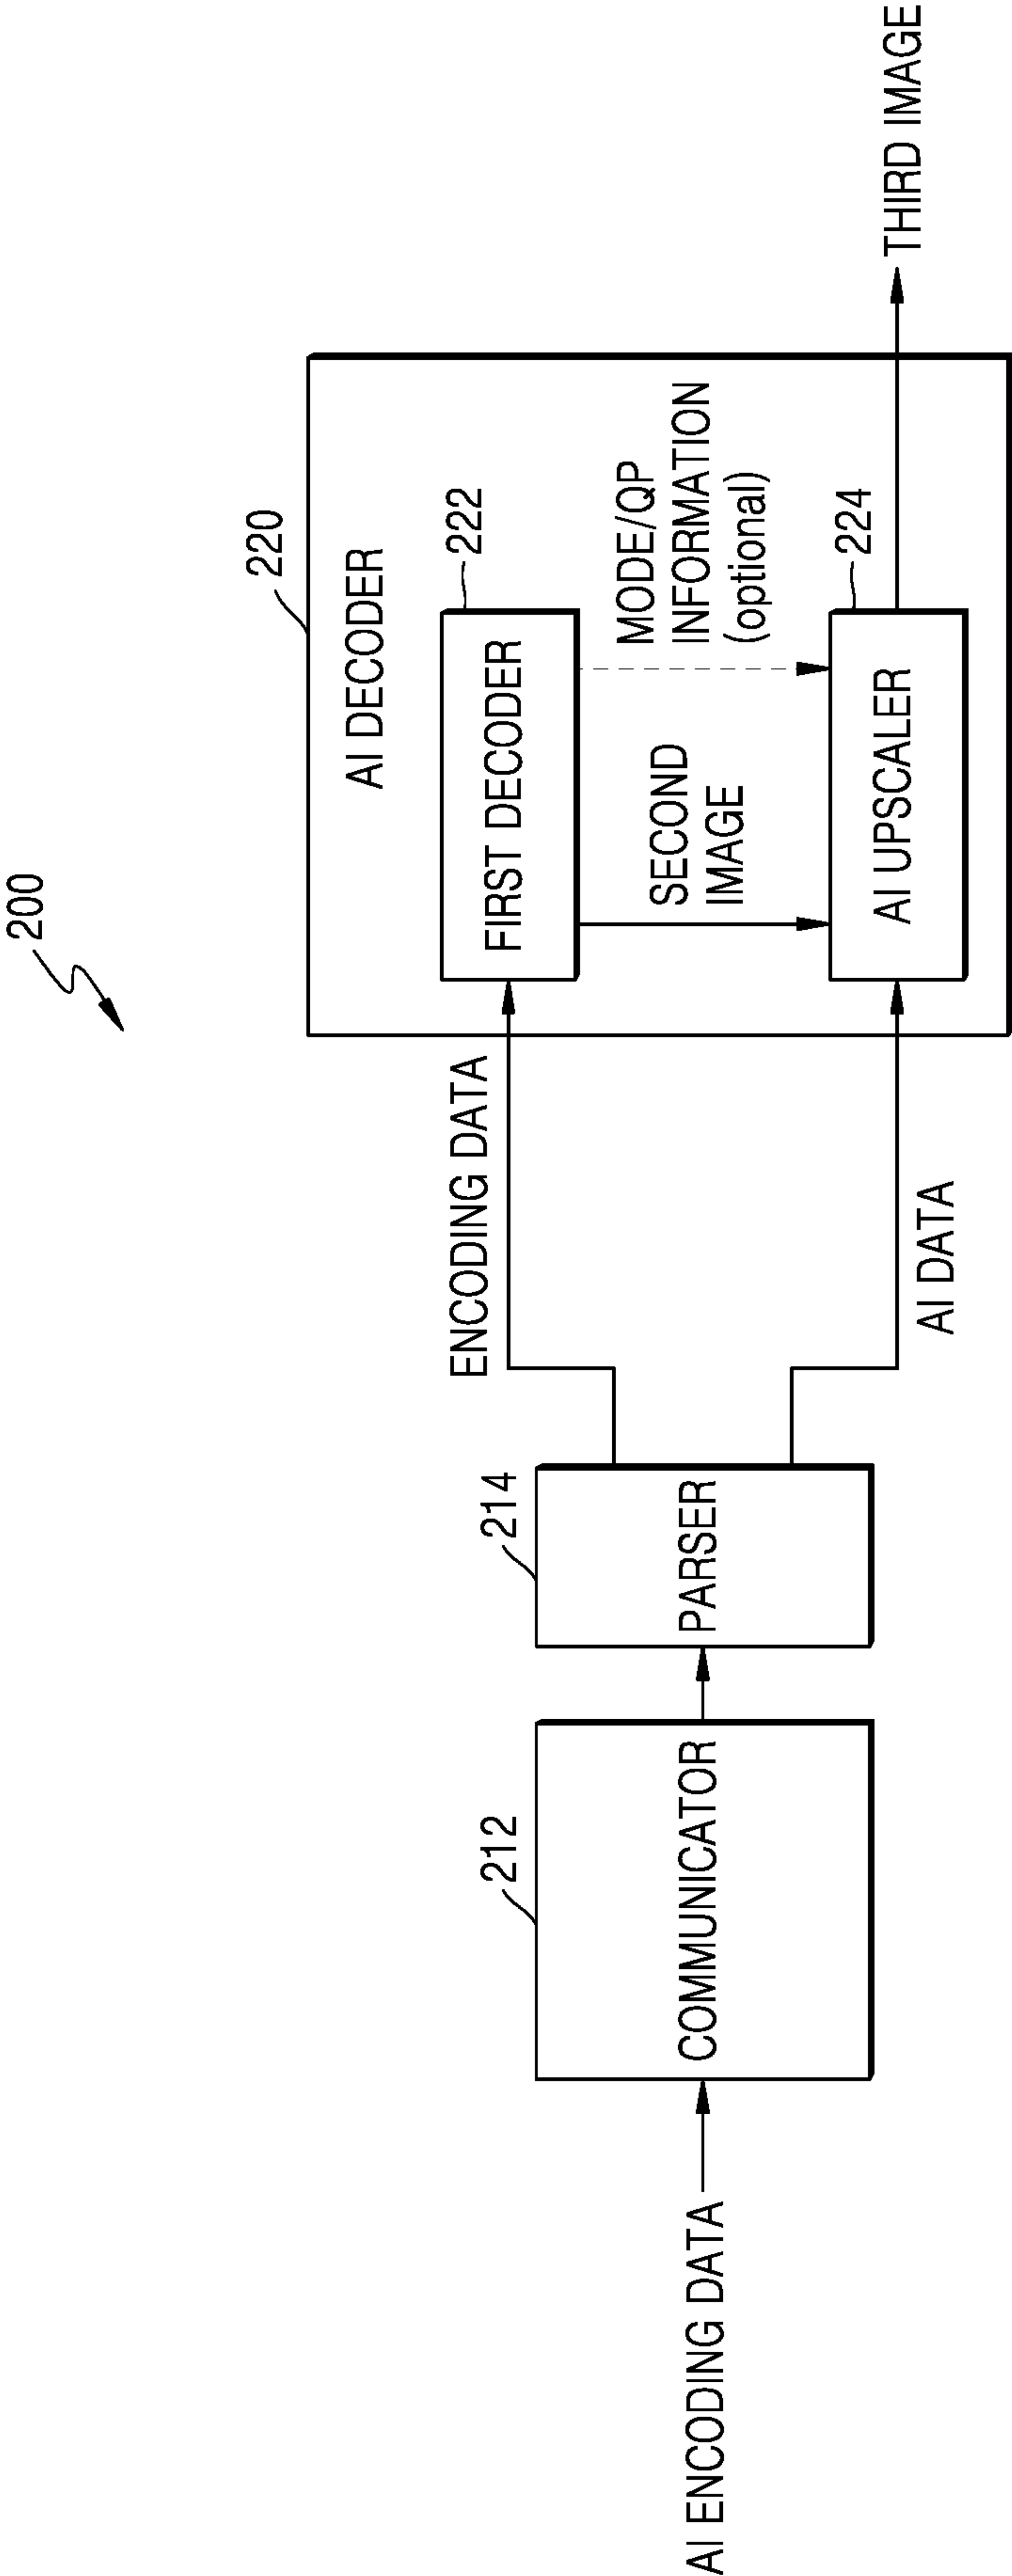 200
220
AI DECODER
222
FIRST DECODER
ENCODING DATA
SECOND
IMAGE
MODE/QP
INFORMATION
(optional)
224
AI UPSCALER
AI DATA
THIRD IMAGE
214
PARSER
212
COMMUNICATOR
AI ENCODING DATA